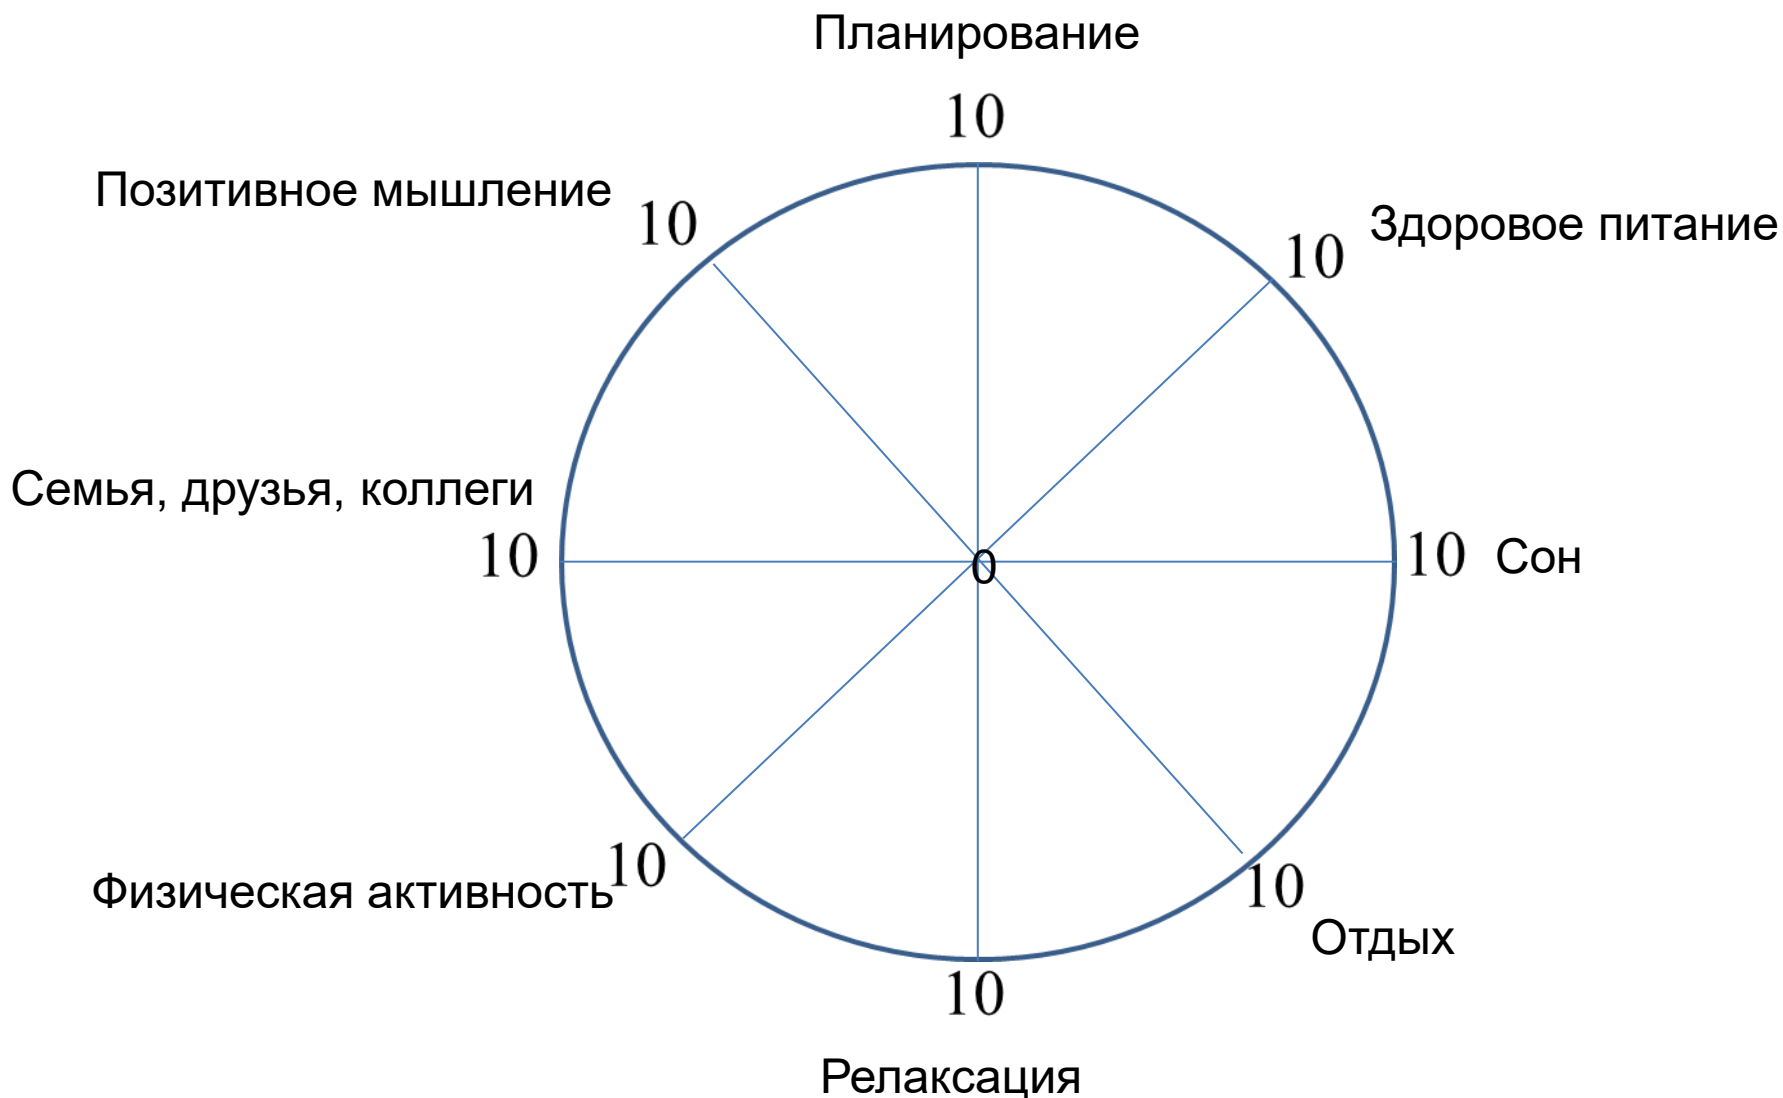 Планирование
10
Позитивное мышление
10
Здоровое питание
10
Семья, друзья, коллеги
10
0
10 Сон
Физическая активность
10
10
Отдых
10
Релаксация